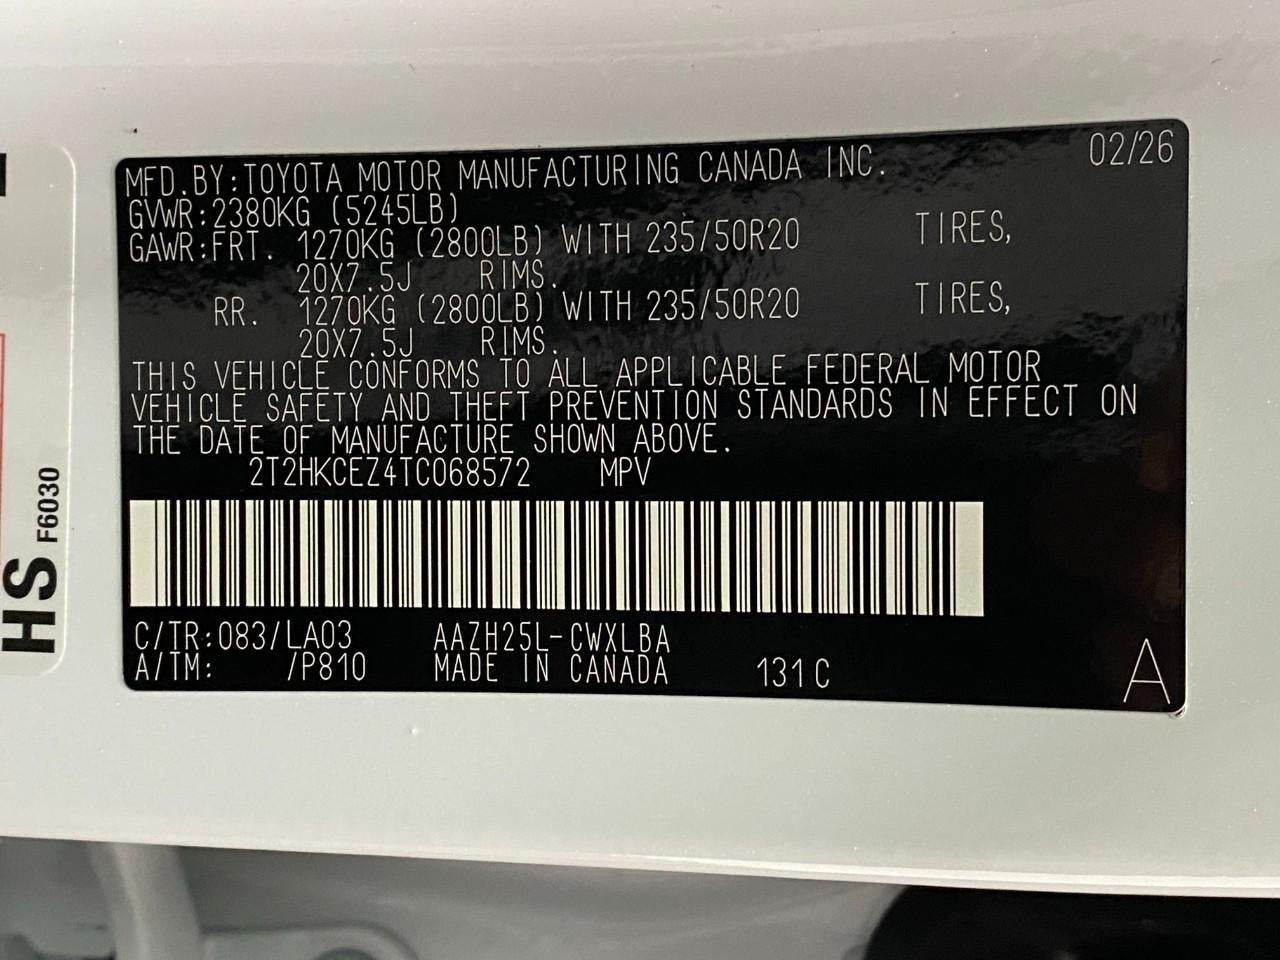 MFD.BY:TOYOTA MOTOR MANUFACTURING CANADA INC. 02/26
GVWR:2380KG (5245LB)
GAWR:FRT. 1270KG (2800LB) WITH 235/50R20 TIRES,
20X7.5J RIMS.
RR. 1270KG (2800LB) WITH 235/50R20 TIRES,
20X7.5J RIMS.
THIS VEHICLE CONFORMS TO ALL APPLICABLE FEDERAL MOTOR
VEHICLE SAFETY AND THEFT PREVENTION STANDARDS IN EFFECT ON
THE DATE OF MANUFACTURE SHOWN ABOVE.
2T2HKCEZ4TC068572 MPV
C/TR:083/LA03 AAZH25L-CWXLBA
A/TM: /P810 MADE IN CANADA 131C
A
HS F6030